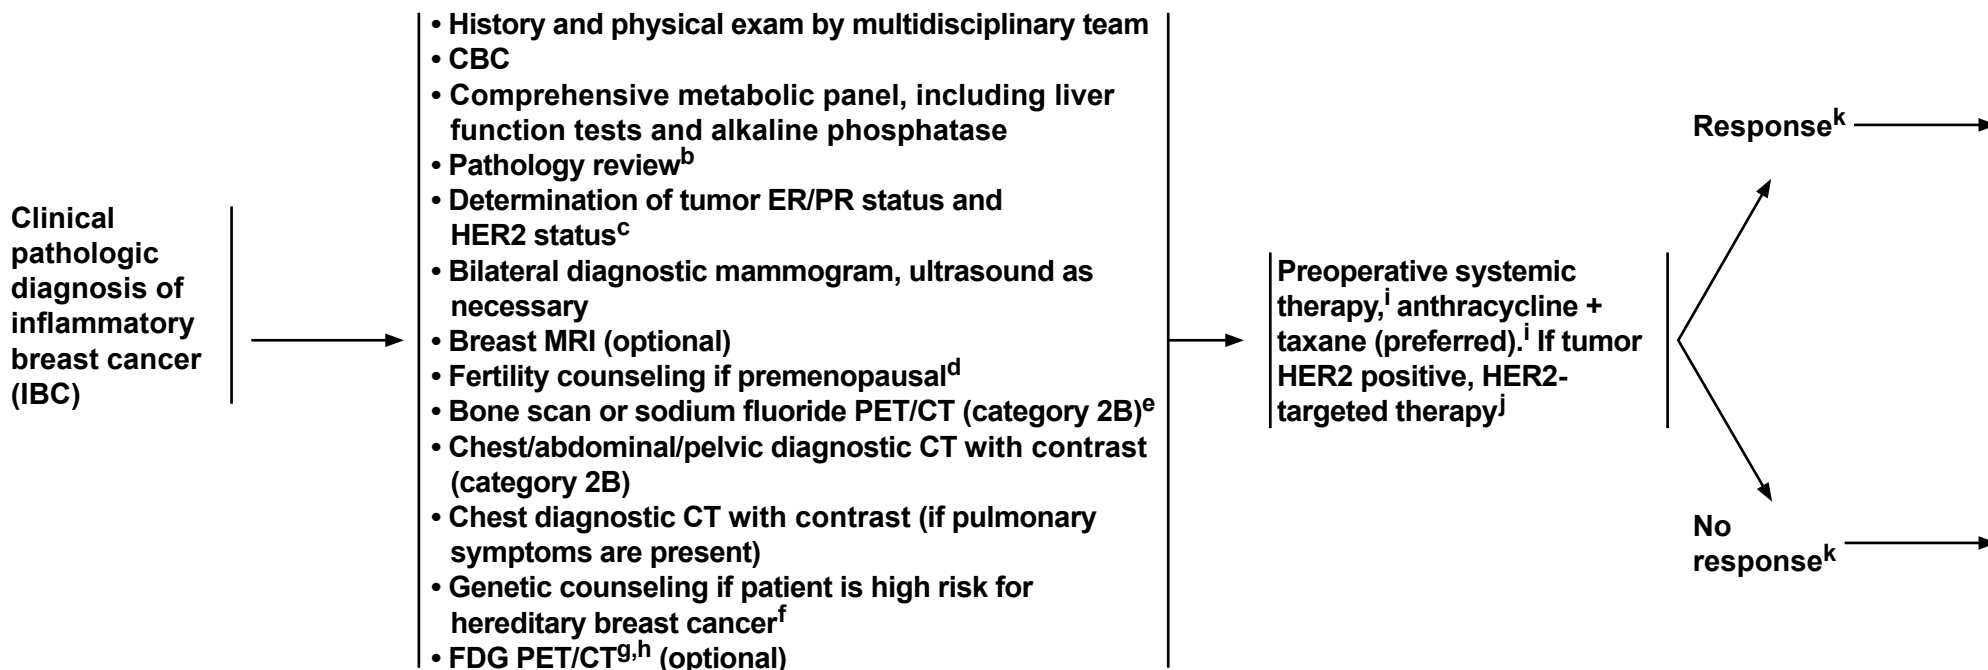 Clinical
pathologic
diagnosis of
inflammatory
breast cancer
(IBC)
• History and physical exam by multidisciplinary team
• CBC
• Comprehensive metabolic panel, including liver
function tests and alkaline phosphatase
• Pathology reviewb
• Determination of tumor ER/PR status and
HER2 statusc
• Bilateral diagnostic mammogram, ultrasound as
necessary
• Breast MRI (optional)
• Fertility counseling if premenopausald
• Bone scan or sodium fluoride PET/CT (category 2B)e
• Chest/abdominal/pelvic diagnostic CT with contrast
(category 2B)
• Chest diagnostic CT with contrast (if pulmonary
symptoms are present)
• Genetic counseling if patient is high risk for
hereditary breast cancerf
• FDG PET/CTg,h (optional)
Preoperative systemic
therapy,i anthracycline +
taxane (preferred).i If tumor
HER2 positive, HER2-
targeted therapyj
Responsek
No
responsek